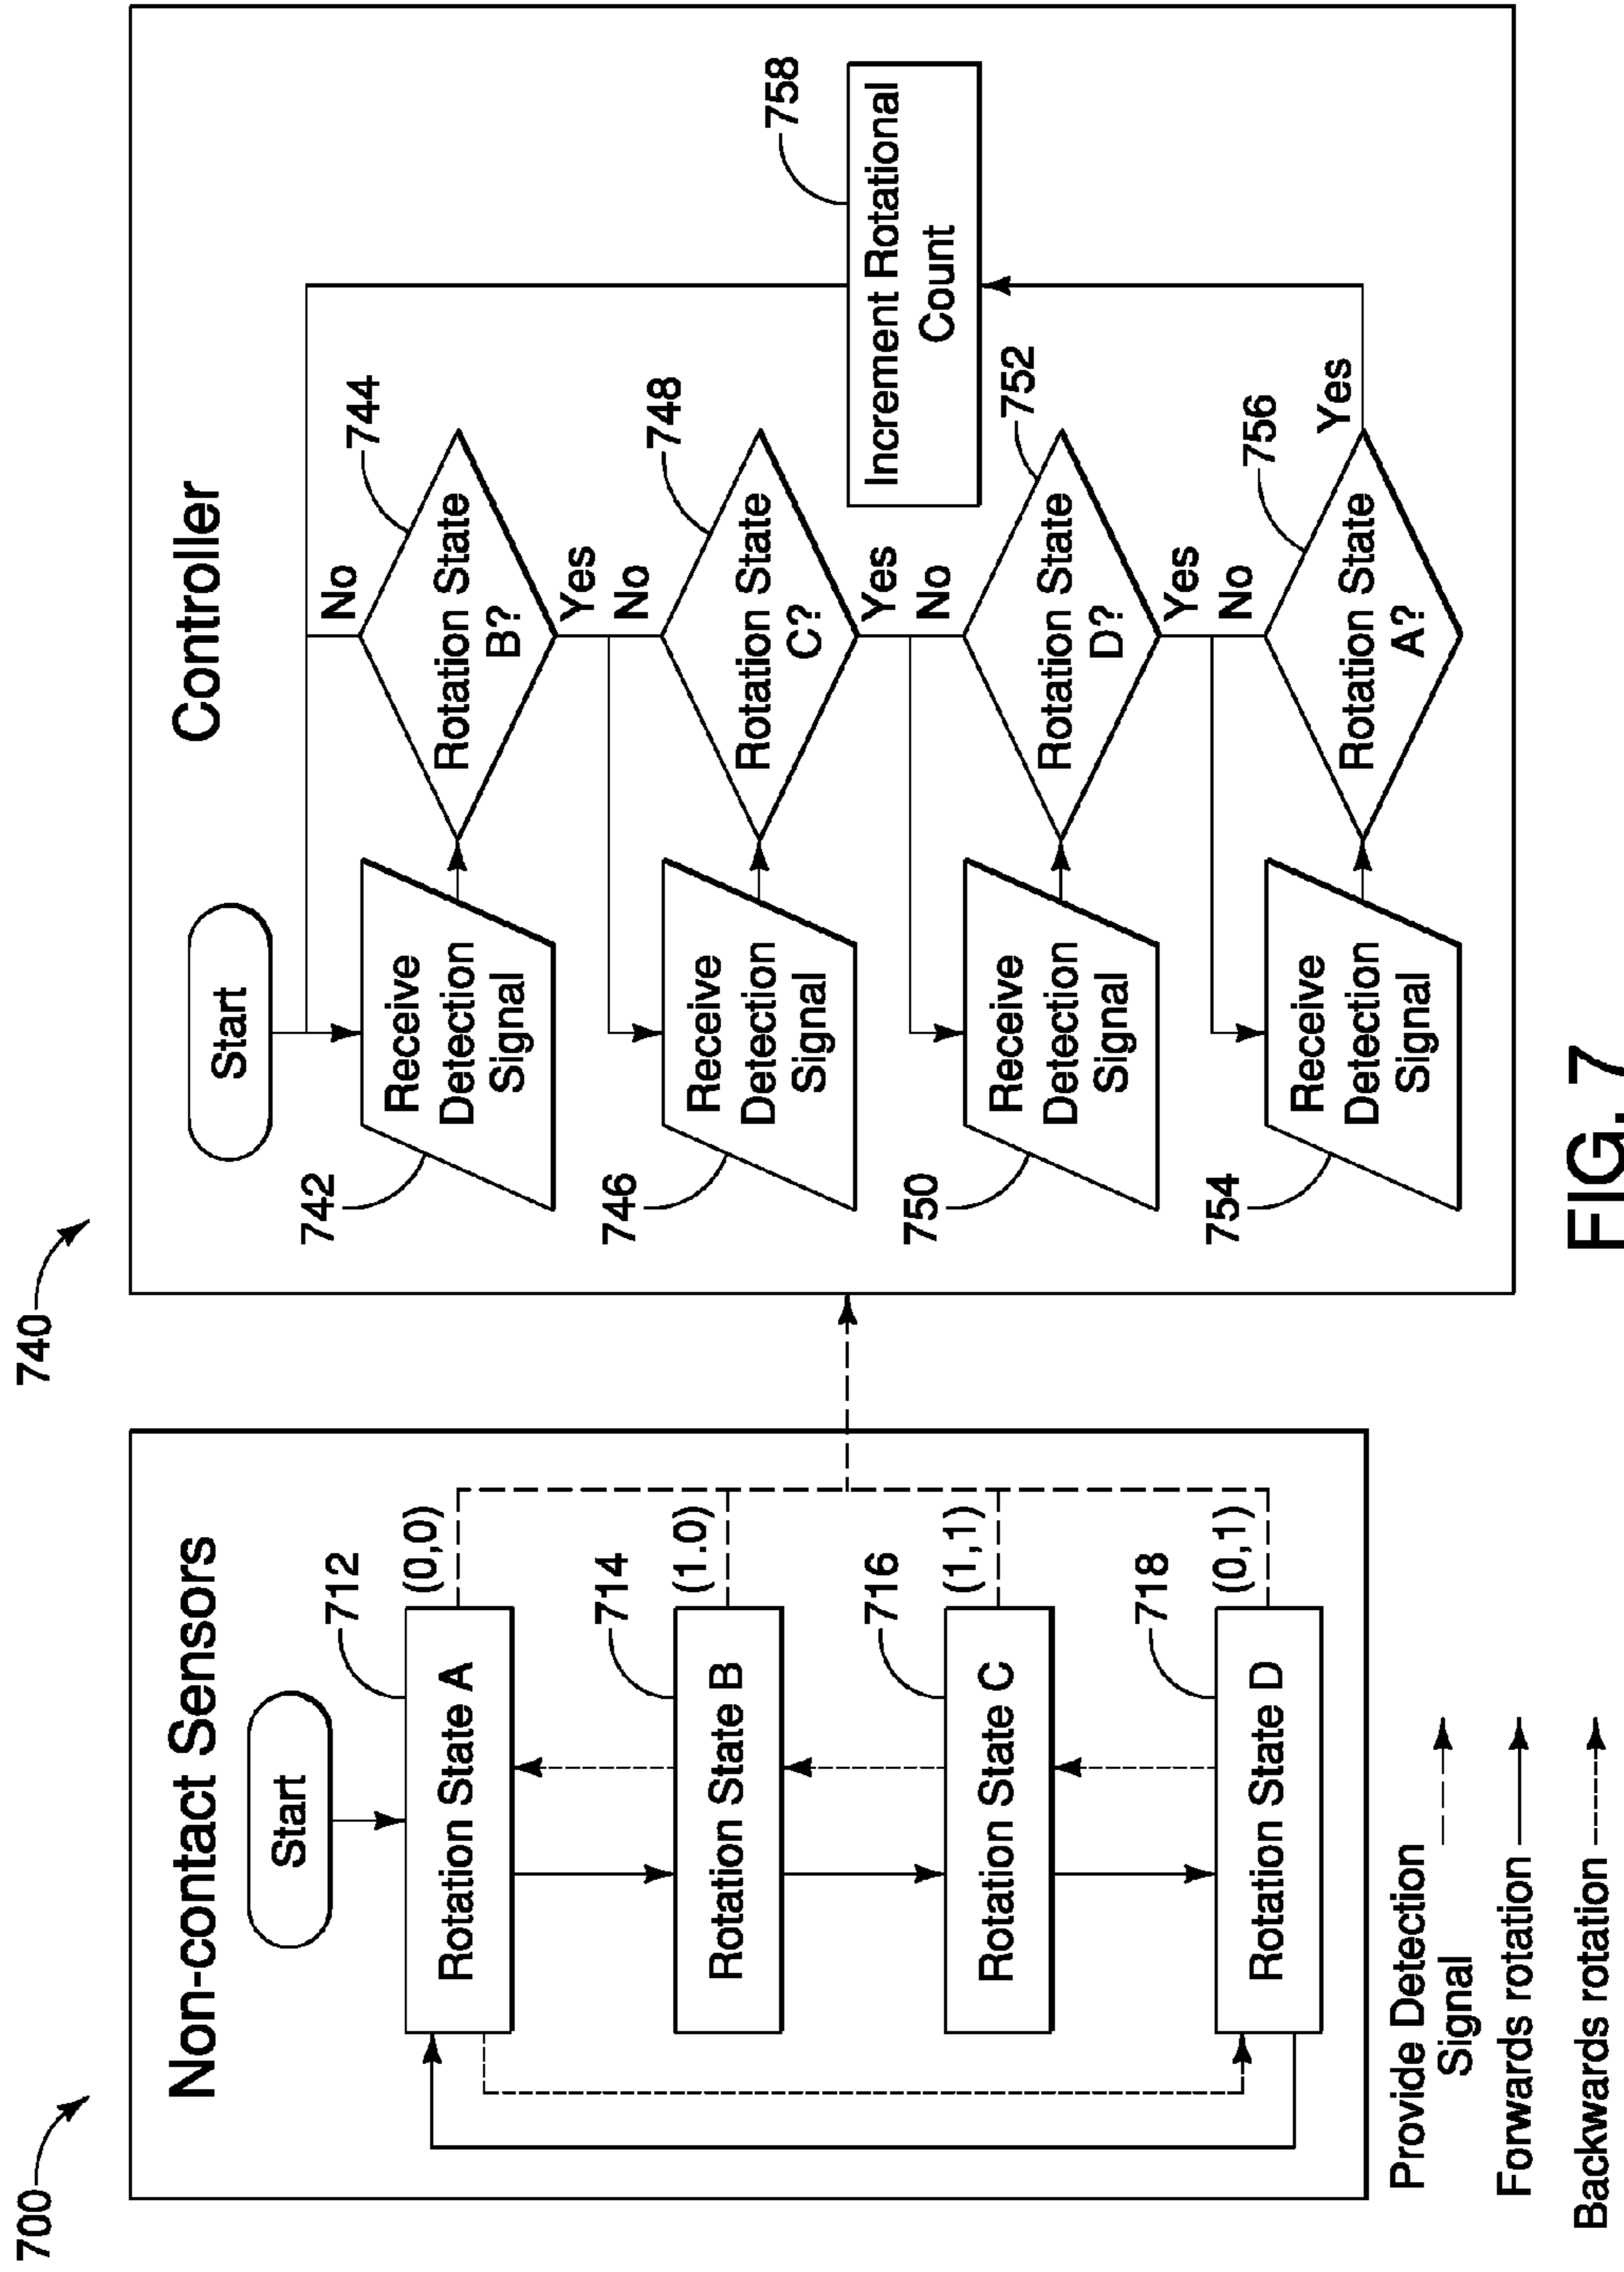 700
740
Non-contact Sensors
Start
712
Rotation State A
(0,0)
714
Rotation State B
(1.0)
716
Rotation State C
(1,1)
718
Rotation State D
(0,1)
Provide Detection
Signal
Forwards rotation
Backwards rotation
Controller
Start
742
Receive
Detection
Signal
744
Rotation State
B?
No
Yes
746
Receive
Detection
Signal
748
Rotation State
C?
No
Yes
750
Receive
Detection
Signal
752
Rotation State
D?
No
Yes
754
Receive
Detection
Signal
756
Rotation State
A?
No
Yes
758
Increment Rotational
Count
FIG. 7